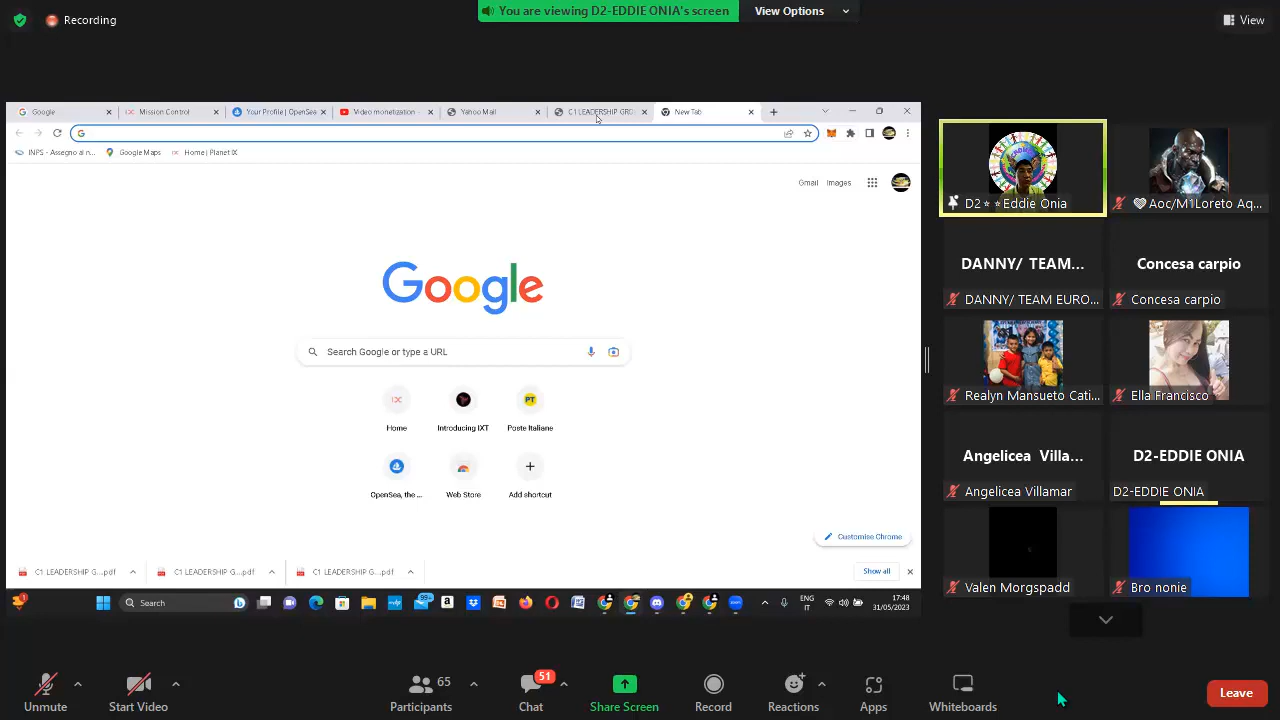 Recording
You are viewing D2-EDDIE ONIA's screen
View Options
View
Google
Mission Control
Your Profile | OpenSea
Video monetization -
Yahoo Mail
C1 LEADERSHIP GRO
New Tab
INPS - Assegno al n...
Google Maps
Home | Planet IX
Gmail
Images
Google
Search Google or type a URL
Home
Introducing IXT
Poste Italiane
OpenSea, the ...
Web Store
Add shortcut
Customise Chrome
C1 LEADERSHIP G....pdf
C1 LEADERSHIP G....pdf
C1 LEADERSHIP G....pdf
Show all
Search
99+
ENG
IT
17:48
31/05/2023
D2 ⭐ ⭐Eddie Onia
Aoc/M1Loreto Aq...
DANNY/ TEAM...
DANNY/ TEAM EURO...
Concesa carpio
Concesa carpio
Realyn Mansueto Cati...
Ella Francisco
Angelicea Villa...
Angelicea Villamar
D2-EDDIE ONIA
D2-EDDIE ONIA
Valen Morgspadd
Bro nonie
Unmute
Start Video
65
Participants
51
Chat
Share Screen
Record
Reactions
Apps
Whiteboards
Leave